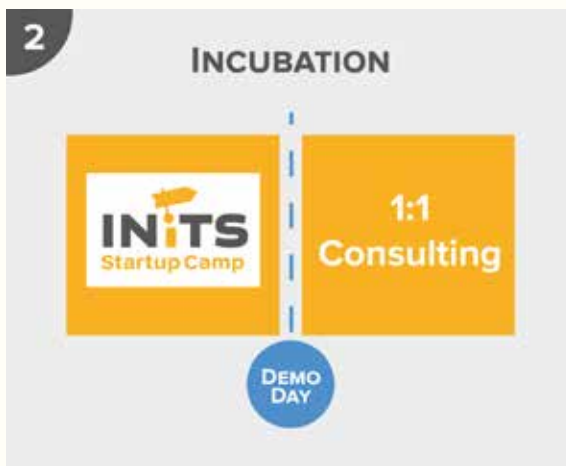 2
INCUBATION
INiTS
Startup Camp
1:1
Consulting
DEMO
DAY